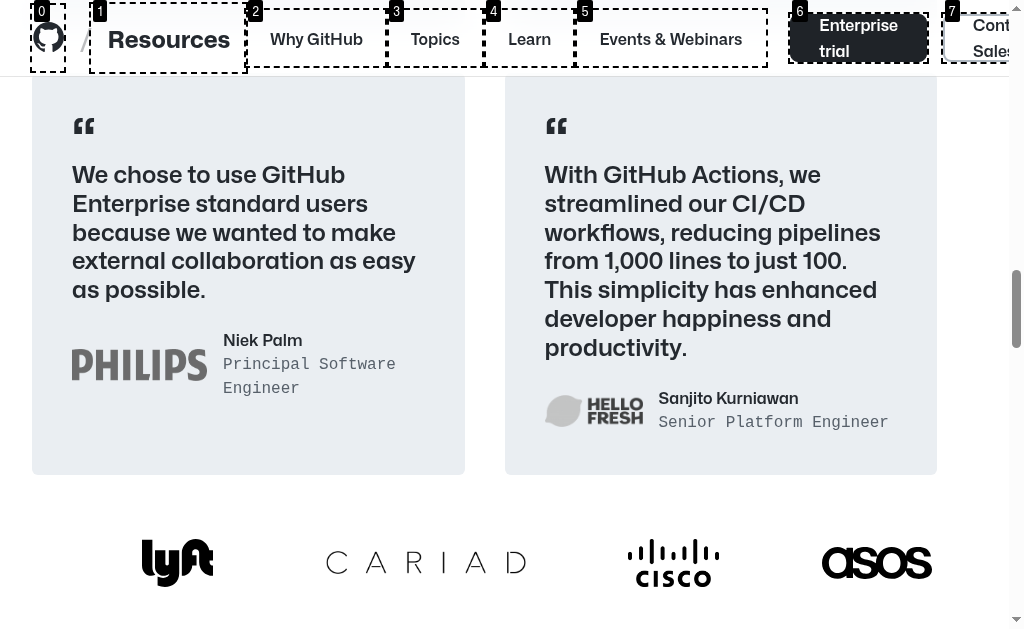 0
1
2
3
4
5
6
7
/
Resources
Why GitHub
Topics
Learn
Events & Webinars
Enterprise
trial
Cont
Sales
“
We chose to use GitHub
Enterprise standard users
because we wanted to make
external collaboration as easy
as possible.
PHILIPS
Niek Palm
Principal Software
Engineer
“
With GitHub Actions, we
streamlined our CI/CD
workflows, reducing pipelines
from 1,000 lines to just 100.
This simplicity has enhanced
developer happiness and
productivity.
HELLO
FRESH
Sanjito Kurniawan
Senior Platform Engineer
lyft
CARIAD
CISCO
asos